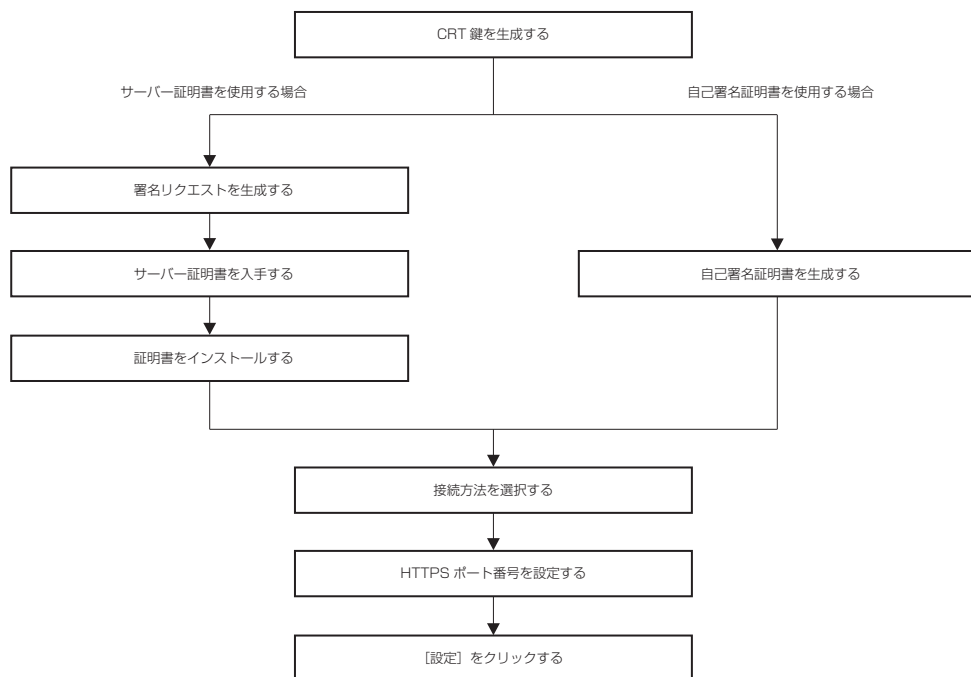 CRT 鍵を生成する
サーバー証明書を使用する場合
自己署名証明書を使用する場合
署名リクエストを生成する
サーバー証明書を入手する
自己署名証明書を生成する
証明書をインストールする
接続方法を選択する
HTTPS ポート番号を設定する
［設定］をクリックする